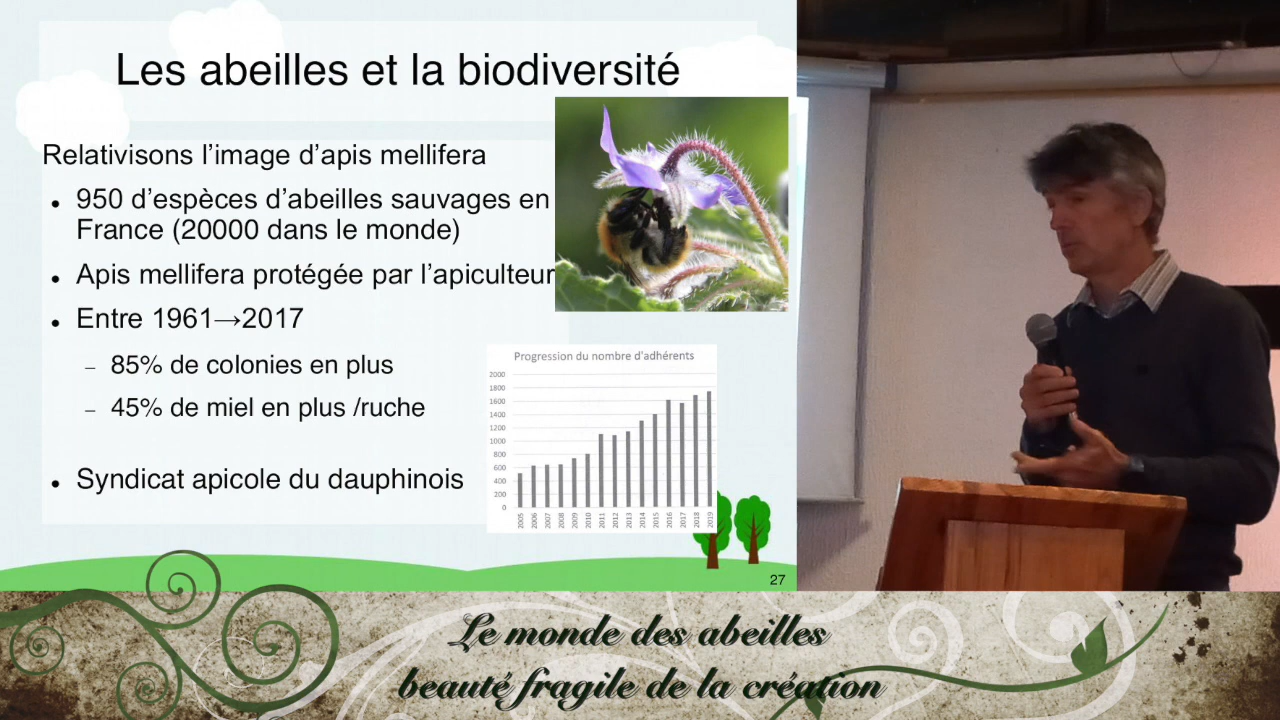 Les abeilles et la biodiversité
Relativisons l'image d'apis mellifera
• 950 d'espèces d'abeilles sauvages en
France (20000 dans le monde)
• Apis mellifera protégée par l'apiculteur
• Entre 1961→2017
– 85% de colonies en plus
– 45% de miel en plus /ruche
• Syndicat apicole du dauphinois
Progression du nombre d'adhérents
2000
1800
1600
1400
1200
1000
800
600
400
200
0
2005 2006 2007 2008 2009 2010 2011 2012 2013 2014 2015 2016 2017 2018 2019
27
Le monde des abeilles
beauté fragile de la création